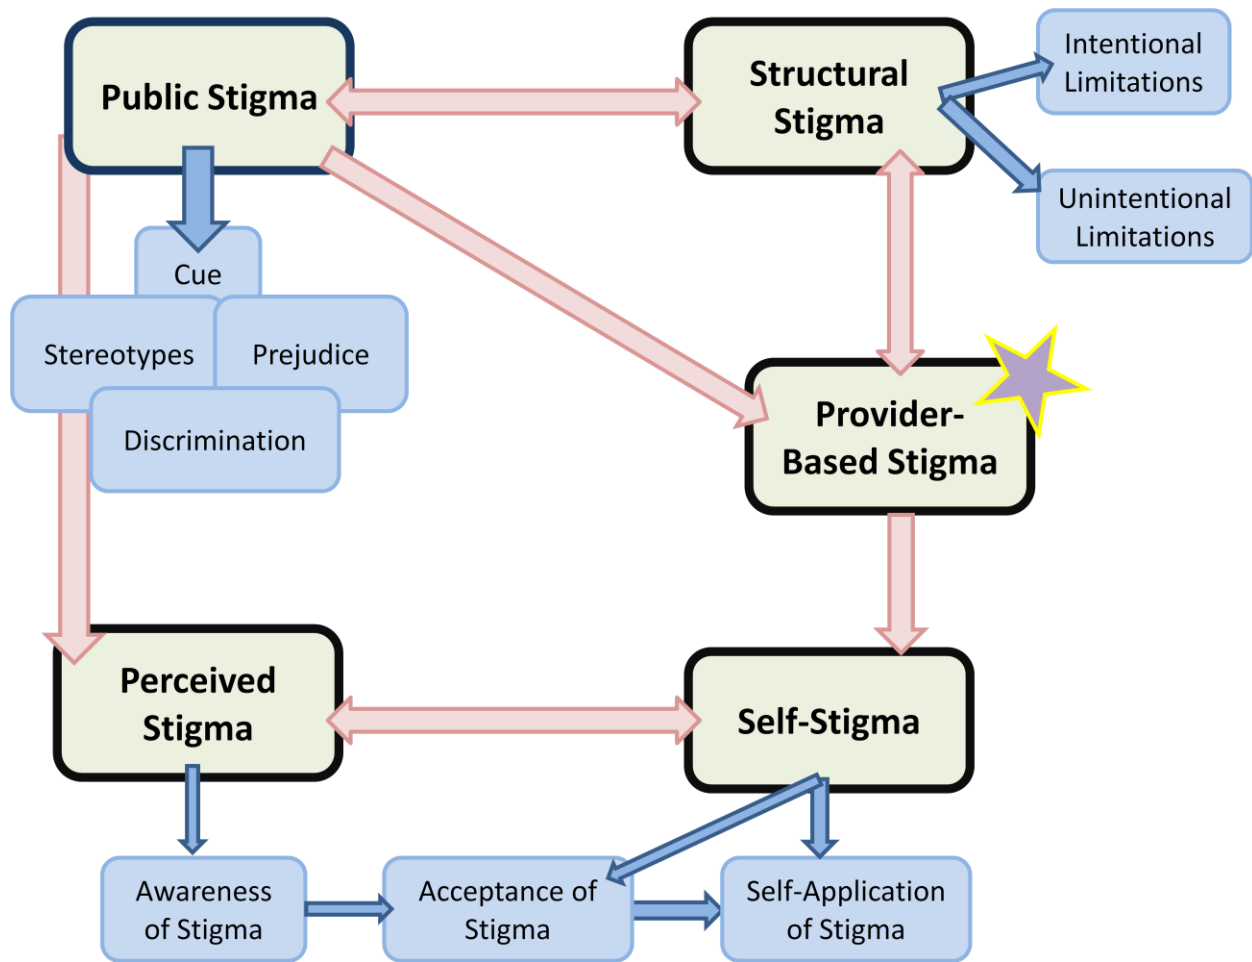 Public Stigma
Structural
Stigma
Intentional
Limitations
Unintentional
Limitations
Cue
Stereotypes
Prejudice
Discrimination
Provider-
Based Stigma
Perceived
Stigma
Self-Stigma
Awareness
of Stigma
Acceptance of
Stigma
Self-Application
of Stigma